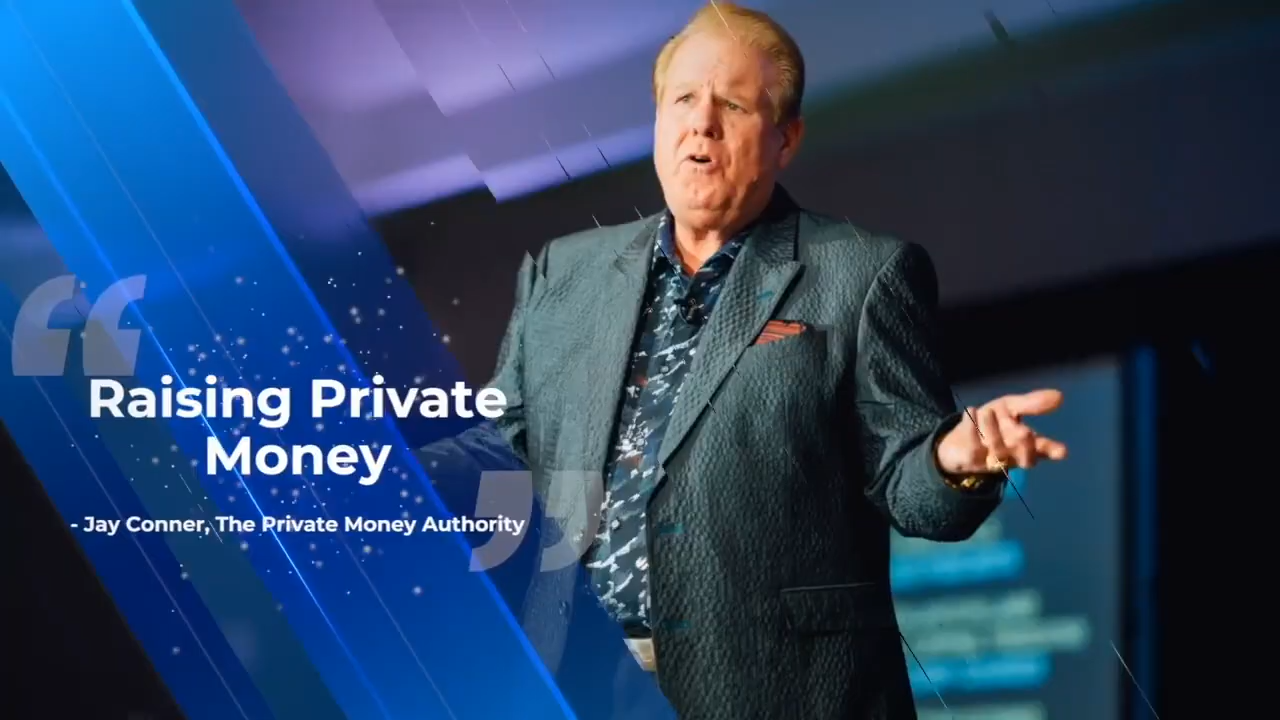 “
Raising Private
Money
- Jay Conner, The Private Money Authority
”